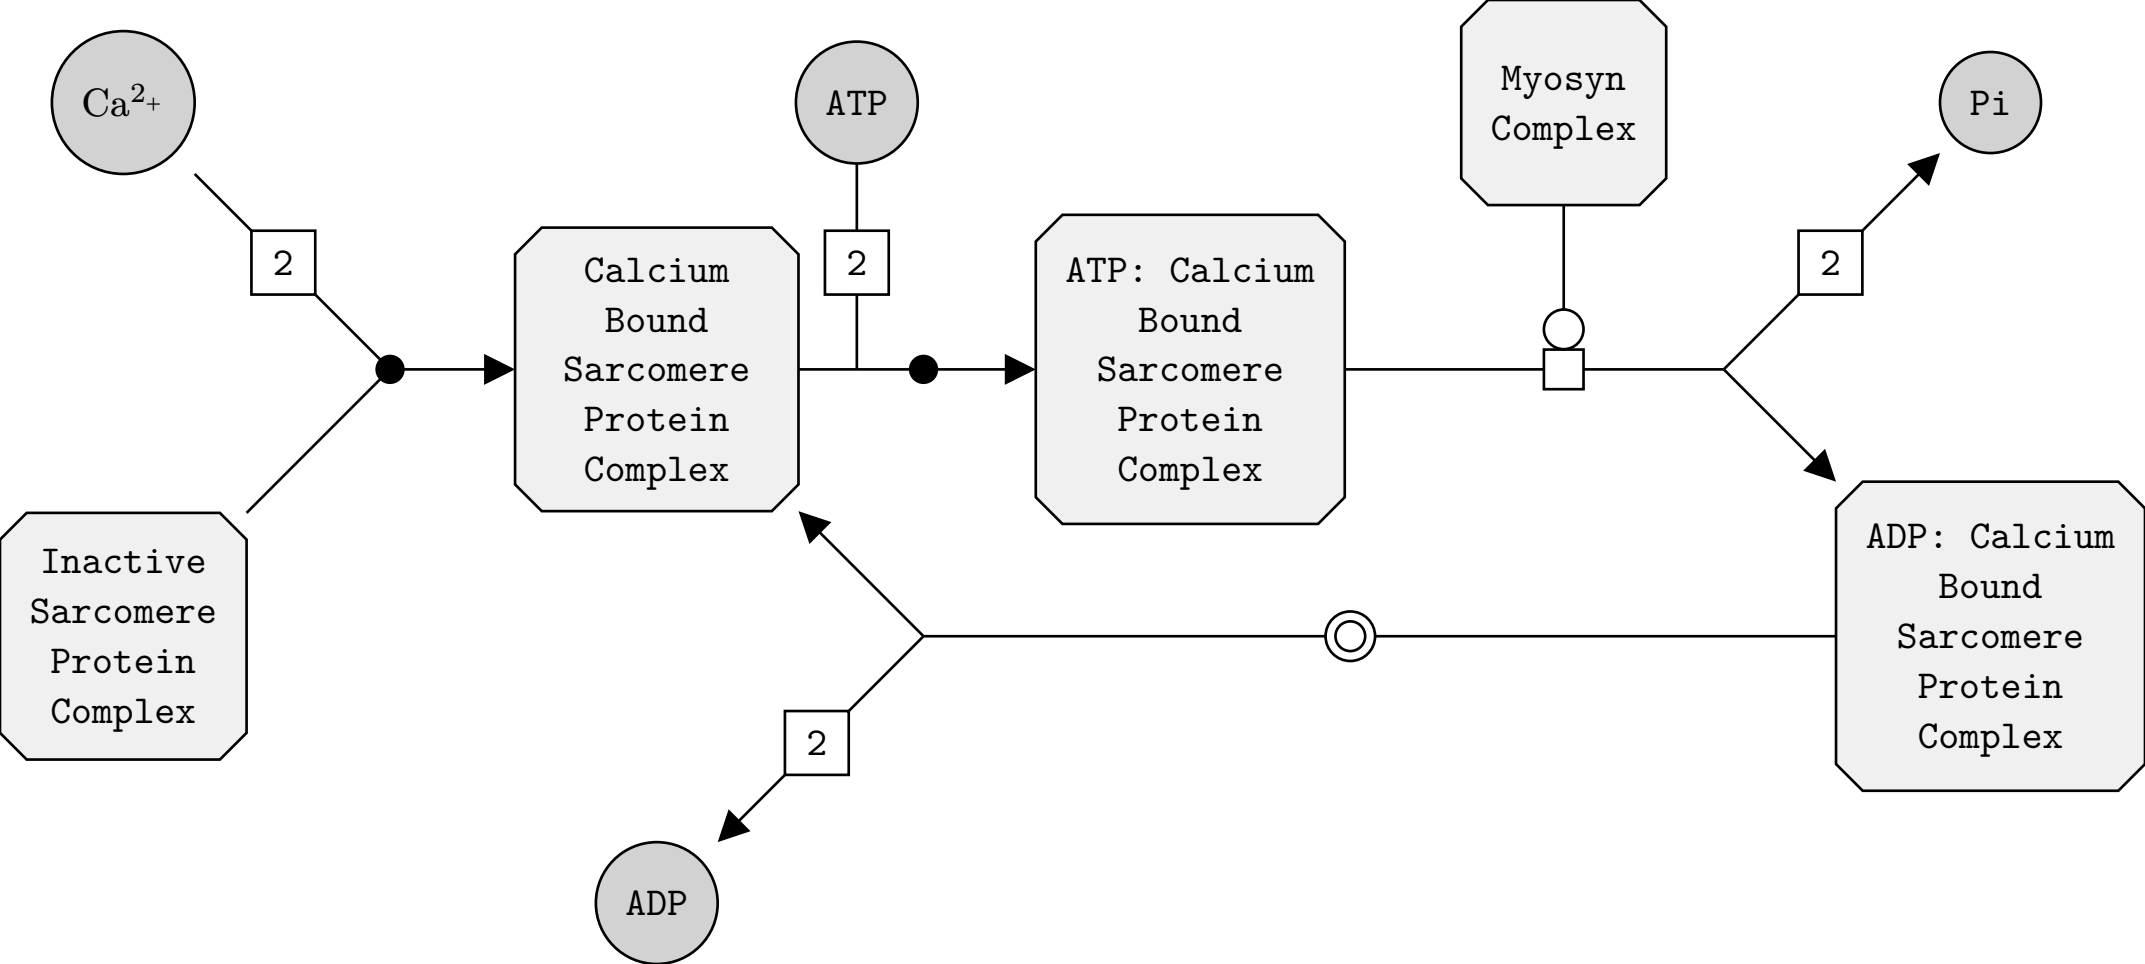 Ca²⁺
2
Inactive
Sarcomere
Protein
Complex
Calcium
Bound
Sarcomere
Protein
Complex
ATP
2
ATP: Calcium
Bound
Sarcomere
Protein
Complex
Myosyn
Complex
Pi
2
ADP: Calcium
Bound
Sarcomere
Protein
Complex
2
ADP